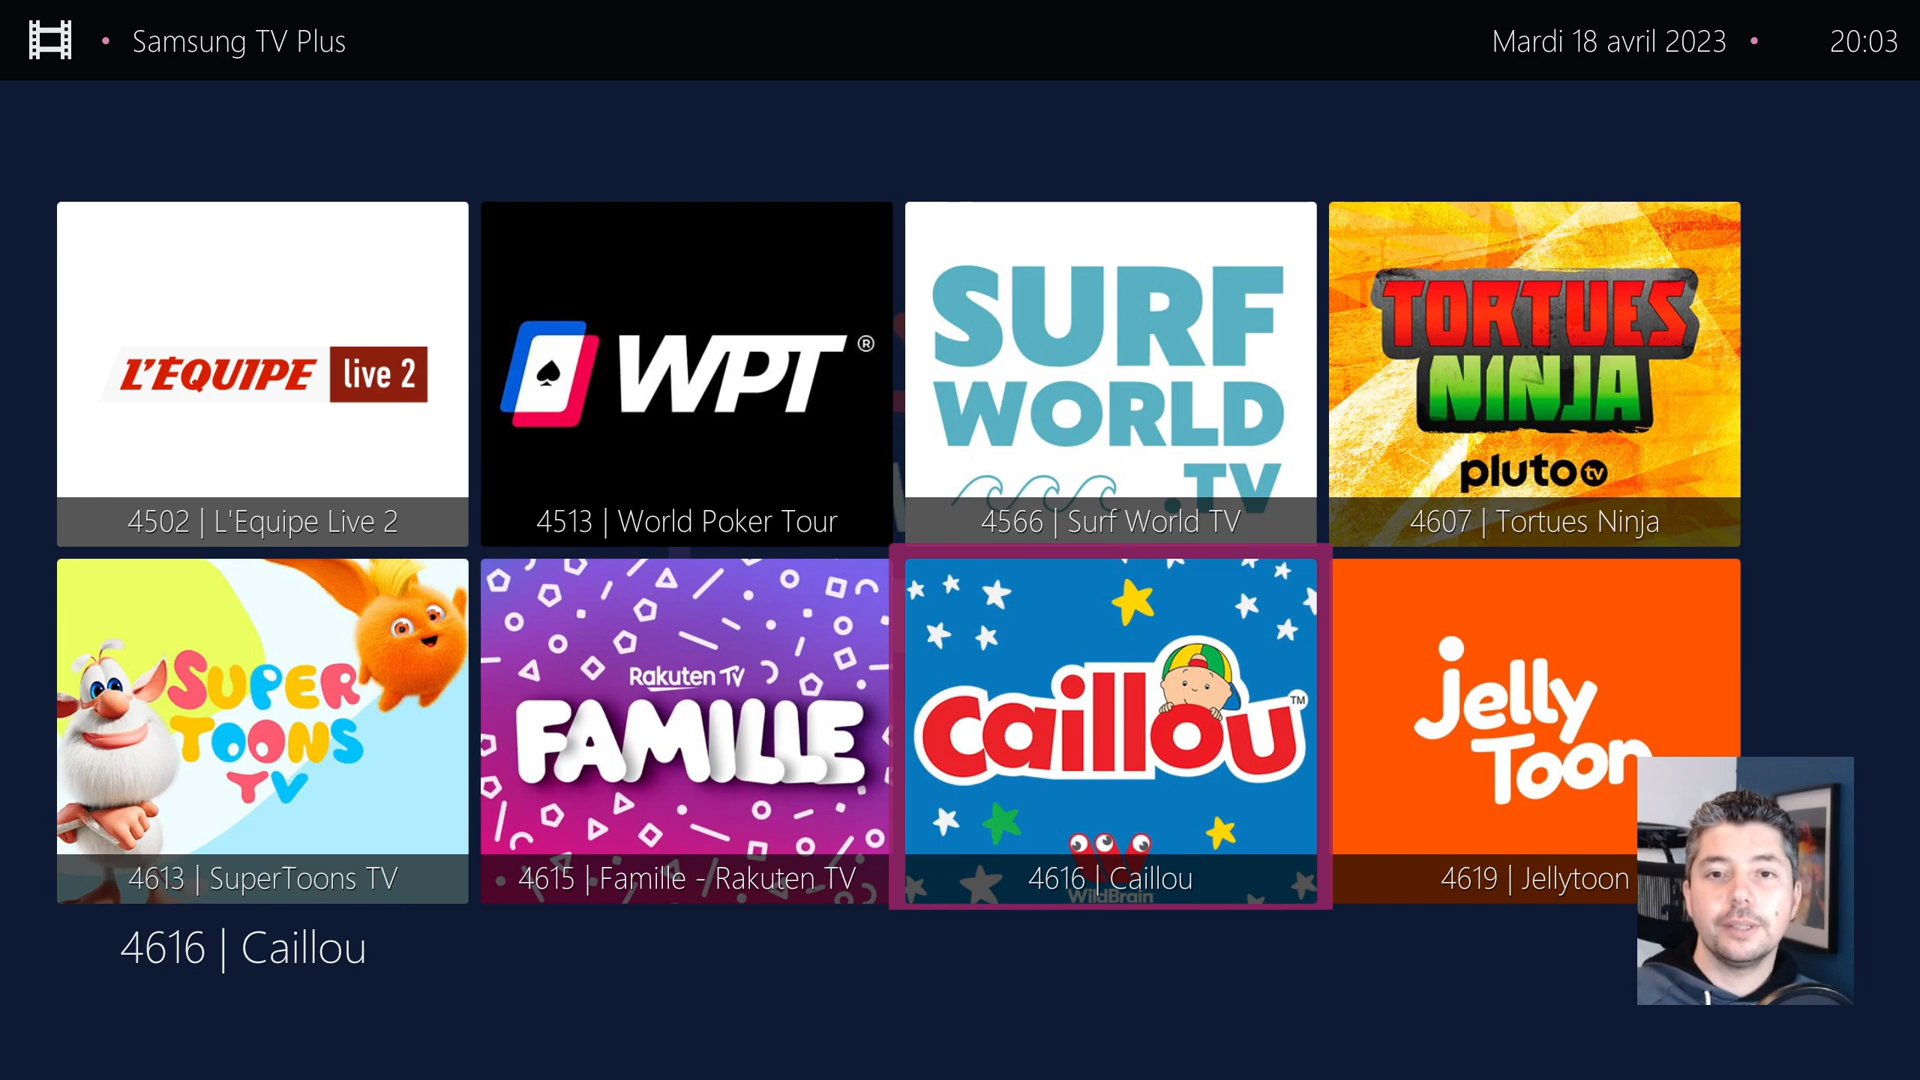 Samsung TV Plus
Mardi 18 avril 2023
20:03
L'ÉQUIPE live 2
4502 | L'Equipe Live 2
WPT®
4513 | World Poker Tour
SURF
WORLD
.TV
4566 | Surf World TV
TORTUES
NINJA
pluto tv
4607 | Tortues Ninja
SUPER
TOONS
TV
4613 | SuperToons TV
Rakuten TV
FAMILLE
4615 | Famille - Rakuten TV
caillou™
WildBrain
4616 | Caillou
jelly
Toon
4619 | Jellytoon
4616 | Caillou